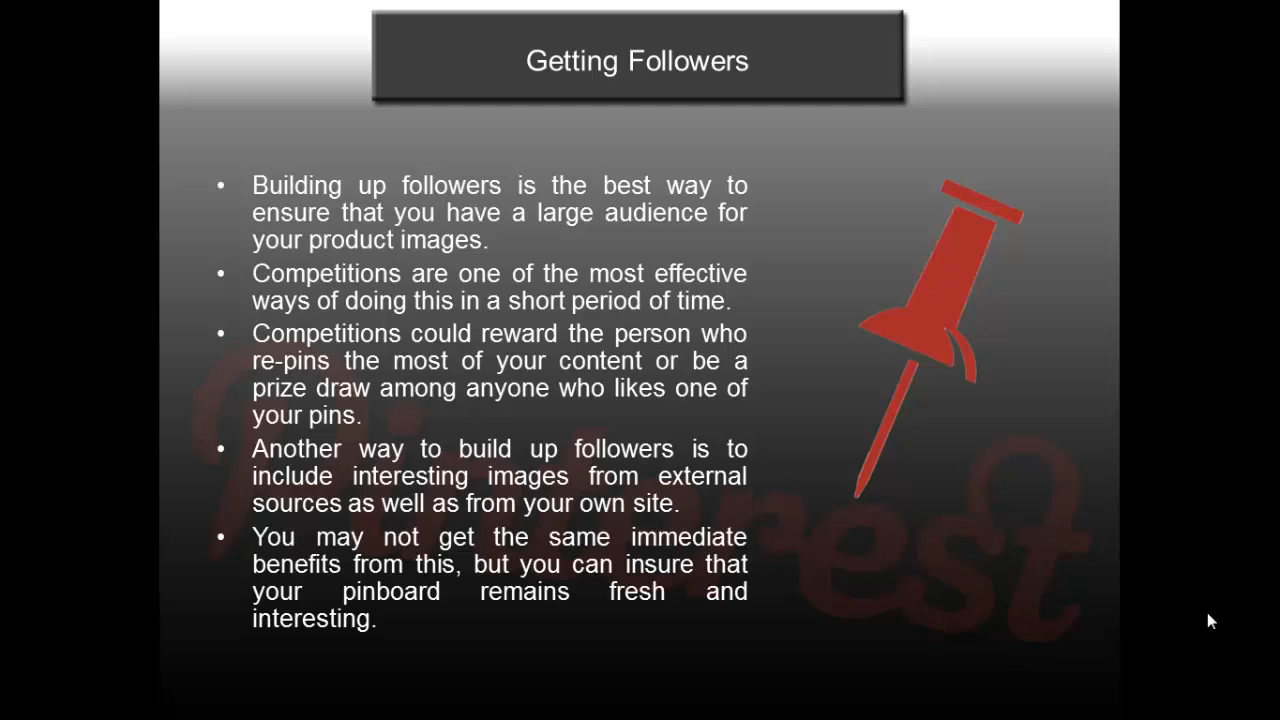 Getting Followers
• Building up followers is the best way to
ensure that you have a large audience for
your product images.
• Competitions are one of the most effective
ways of doing this in a short period of time.
• Competitions could reward the person who
re-pins the most of your content or be a
prize draw among anyone who likes one of
your pins.
• Another way to build up followers is to
include interesting images from external
sources as well as from your own site.
• You may not get the same immediate
benefits from this, but you can insure that
your pinboard remains fresh and
interesting.
Pinterest